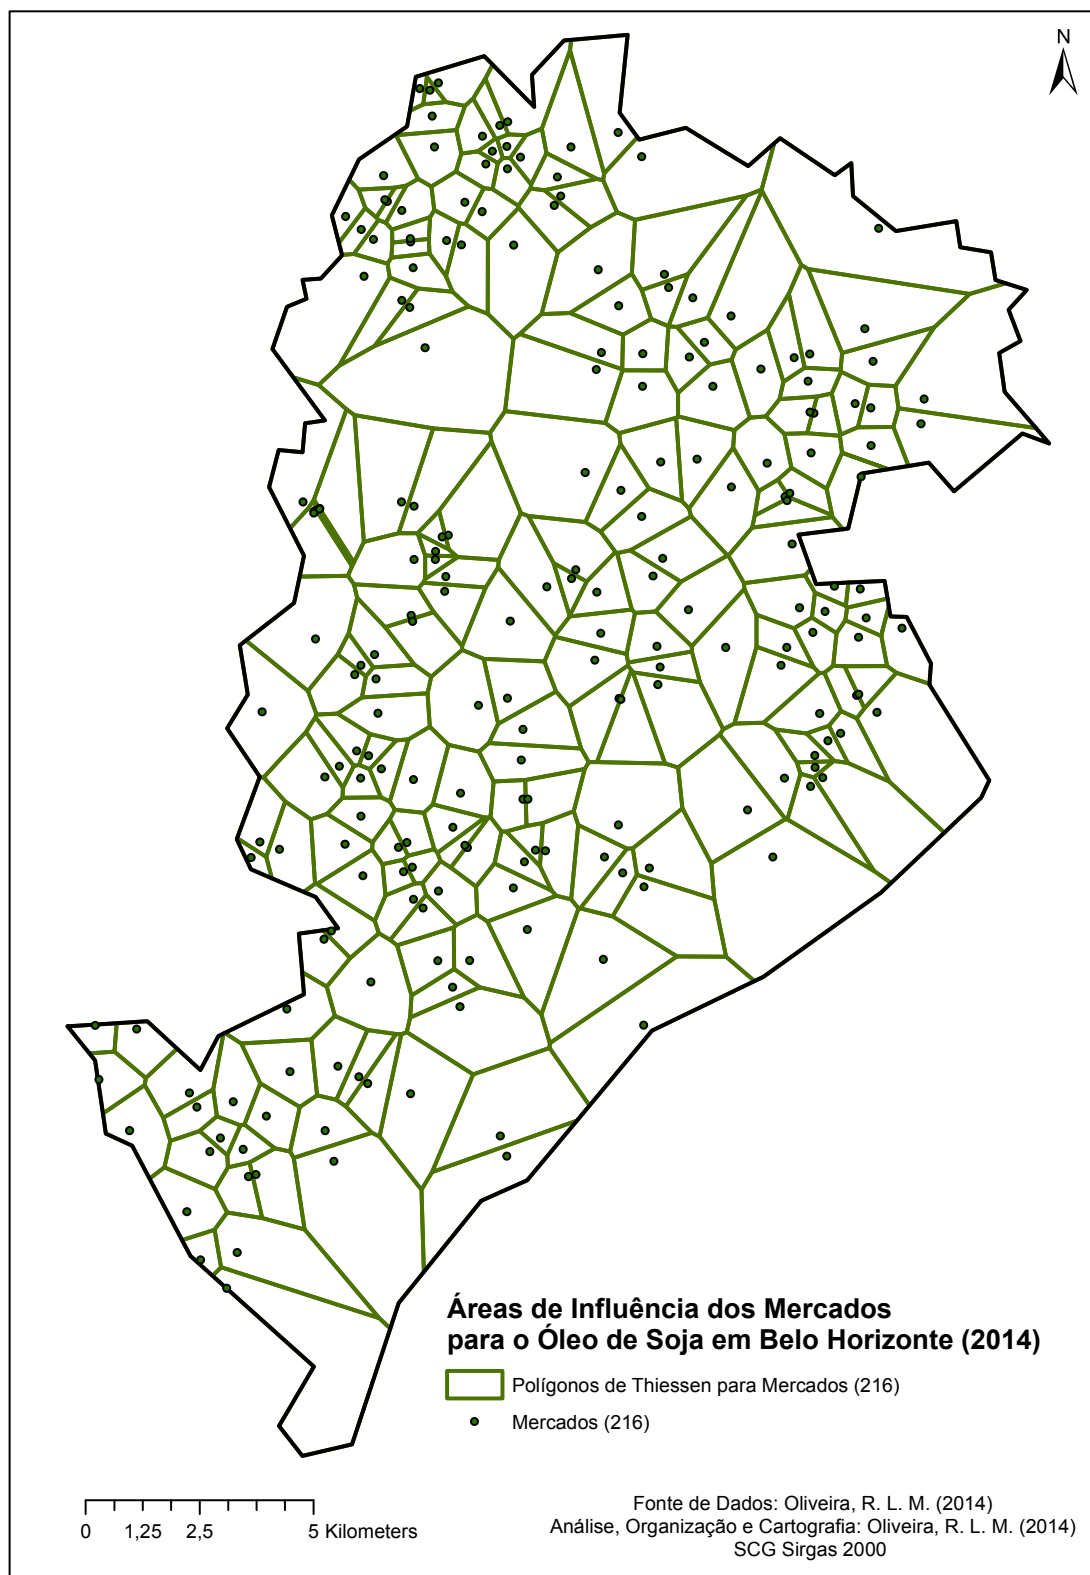 N
Áreas de Influência dos Mercados
para o Óleo de Soja em Belo Horizonte (2014)
Polígonos de Thiessen para Mercados (216)
Mercados (216)
0 1,25 2,5 5 Kilometers
Fonte de Dados: Oliveira, R. L. M. (2014)
Análise, Organização e Cartografia: Oliveira, R. L. M. (2014)
SCG Sirgas 2000